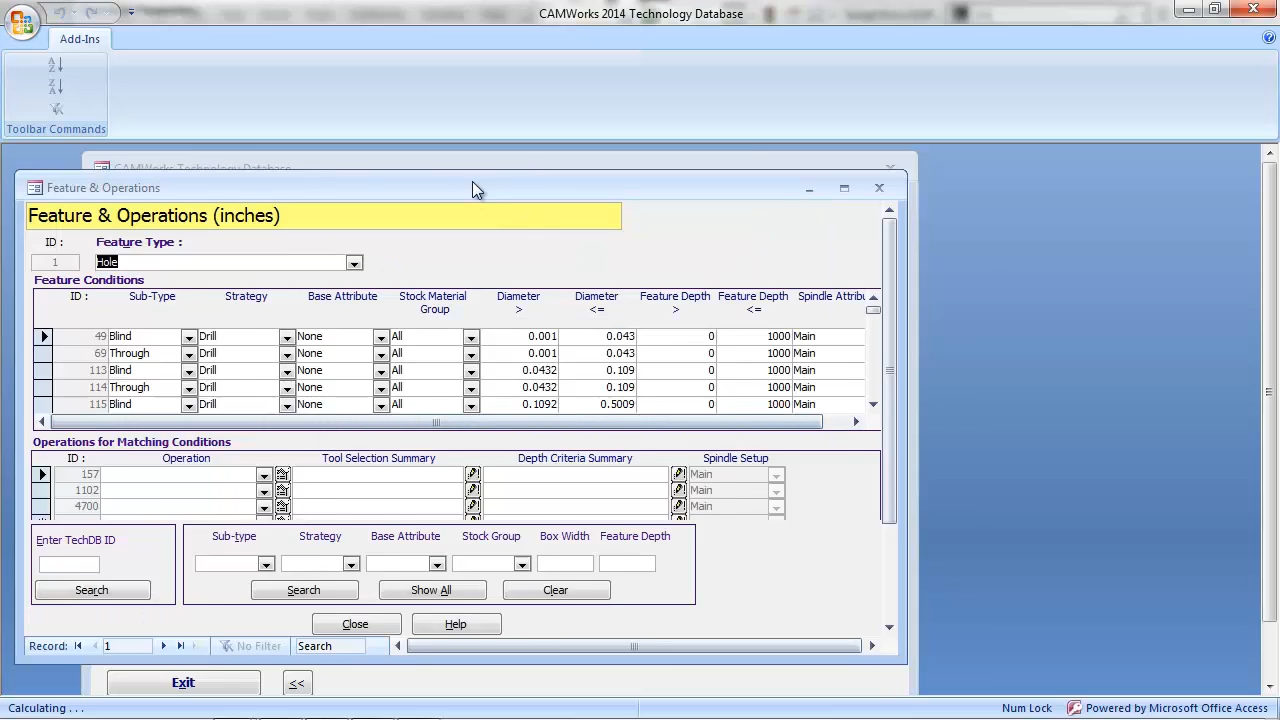 CAMWorks 2014 Technology Database
Add-Ins
A
Z
Z
A
Toolbar Commands
CAMWorks Technology Database
Feature & Operations
Feature & Operations (inches)
ID : Feature Type :
1 Hole
Feature Conditions
ID : Sub-Type Strategy Base Attribute Stock Material Group Diameter > Diameter <= Feature Depth > Feature Depth <= Spindle Attribu
49 Blind Drill None All 0.001 0.043 0 1000 Main
69 Through Drill None All 0.001 0.043 0 1000 Main
113 Blind Drill None All 0.0432 0.109 0 1000 Main
114 Through Drill None All 0.0432 0.109 0 1000 Main
115 Blind Drill None All 0.1092 0.5009 0 1000 Main
Operations for Matching Conditions
ID : Operation Tool Selection Summary Depth Criteria Summary Spindle Setup
157 Main
1102 Main
4700 Main
Enter TechDB ID Sub-type Strategy Base Attribute Stock Group Box Width Feature Depth
Search Search Show All Clear
Close Help
Record: 1 No Filter Search
Exit <<
Calculating . . . Num Lock Powered by Microsoft Office Access